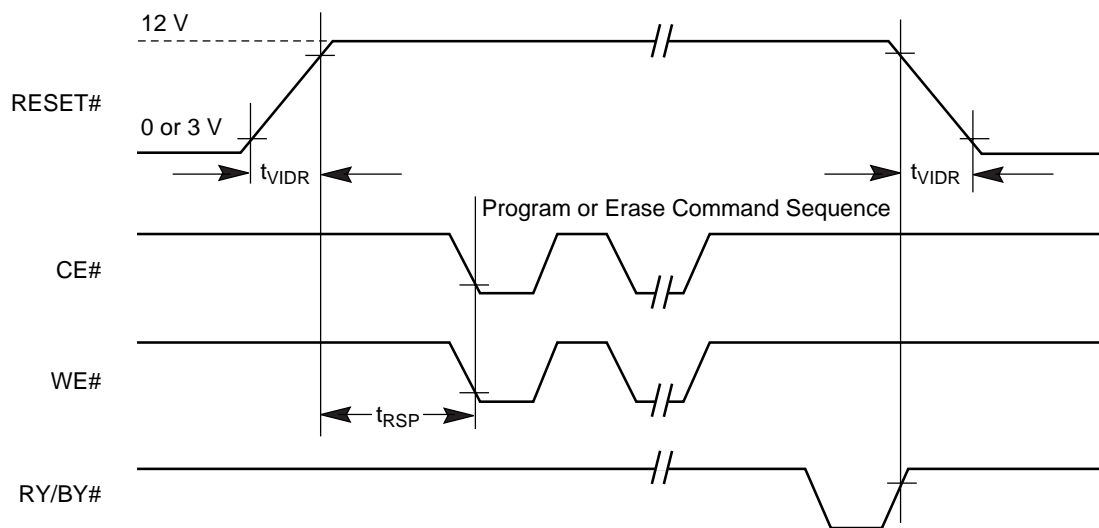 12 V
RESET#
0 or 3 V
tVIDR
tVIDR
Program or Erase Command Sequence
CE#
WE#
tRSP
RY/BY#